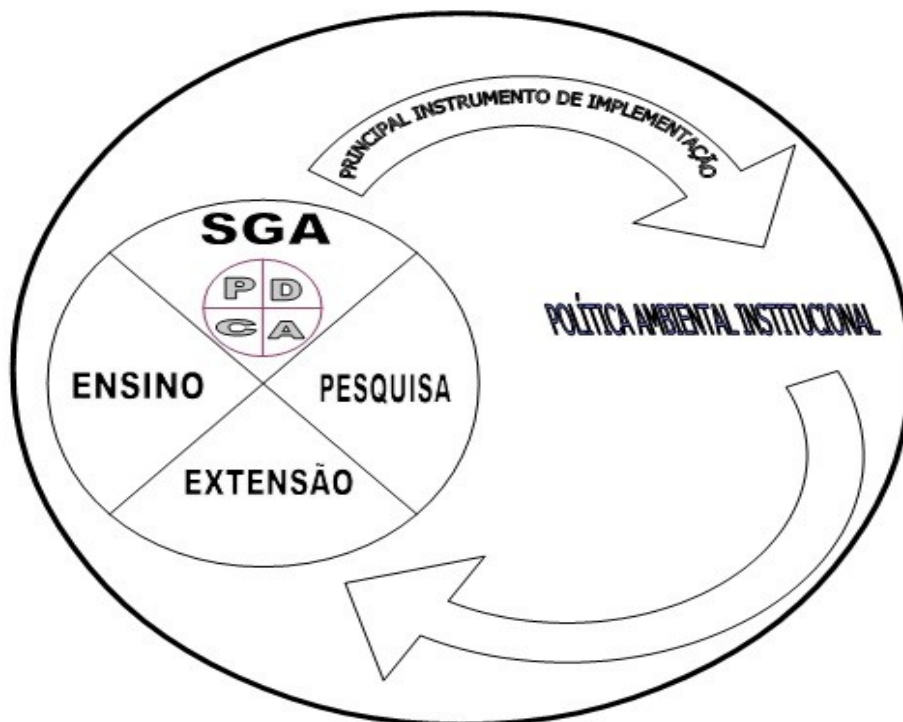 PRINCIPAL INSTRUMENTO DE IMPLEMENTAÇÃO
SGA
P D
C A
POLÍTICA AMBIENTAL INSTITUCIONAL
ENSINO
PESQUISA
EXTENSÃO